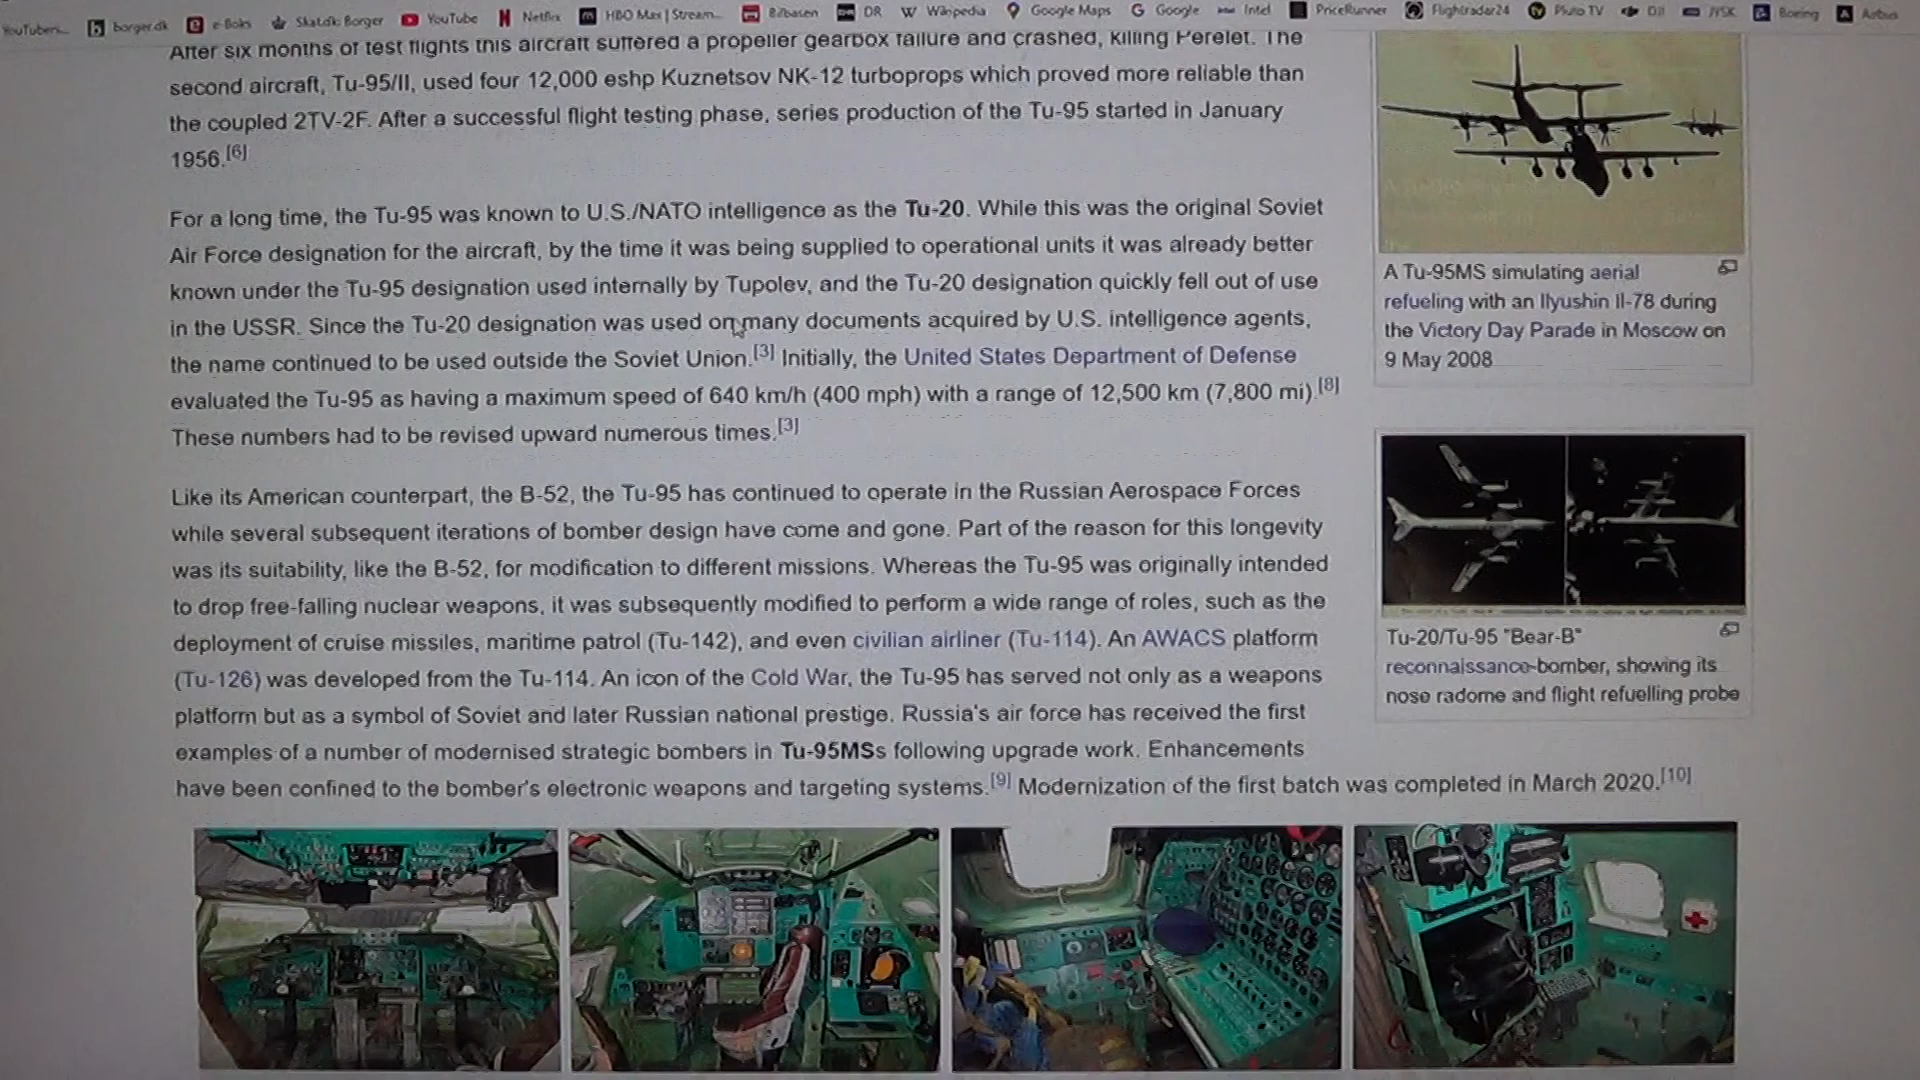 YouTubern... borger.dk e-Boks Skat.dk: Borger YouTube Netflix HBO Max | Stream... Bilbasen DR Wikipedia Google Maps Google Intel PriceRunner Flightradar24 Pluto TV DJI JYSK Boeing Airbus
After six months of test flights this aircraft suffered a propeller gearbox failure and crashed, killing Perelet. The
second aircraft, Tu-95/II, used four 12,000 eshp Kuznetsov NK-12 turboprops which proved more reliable than
the coupled 2TV-2F. After a successful flight testing phase, series production of the Tu-95 started in January
1956.[6]
For a long time, the Tu-95 was known to U.S./NATO intelligence as the Tu-20. While this was the original Soviet
Air Force designation for the aircraft, by the time it was being supplied to operational units it was already better
known under the Tu-95 designation used internally by Tupolev, and the Tu-20 designation quickly fell out of use
in the USSR. Since the Tu-20 designation was used on many documents acquired by U.S. intelligence agents,
the name continued to be used outside the Soviet Union.[3] Initially, the United States Department of Defense
evaluated the Tu-95 as having a maximum speed of 640 km/h (400 mph) with a range of 12,500 km (7,800 mi).[8]
These numbers had to be revised upward numerous times.[3]
Like its American counterpart, the B-52, the Tu-95 has continued to operate in the Russian Aerospace Forces
while several subsequent iterations of bomber design have come and gone. Part of the reason for this longevity
was its suitability, like the B-52, for modification to different missions. Whereas the Tu-95 was originally intended
to drop free-falling nuclear weapons, it was subsequently modified to perform a wide range of roles, such as the
deployment of cruise missiles, maritime patrol (Tu-142), and even civilian airliner (Tu-114). An AWACS platform
(Tu-126) was developed from the Tu-114. An icon of the Cold War, the Tu-95 has served not only as a weapons
platform but as a symbol of Soviet and later Russian national prestige. Russia's air force has received the first
examples of a number of modernised strategic bombers in Tu-95MSs following upgrade work. Enhancements
have been confined to the bomber's electronic weapons and targeting systems.[9] Modernization of the first batch was completed in March 2020.[10]
A Tu-95MS simulating aerial
refueling with an Ilyushin Il-78 during
the Victory Day Parade in Moscow on
9 May 2008
Tu-20/Tu-95 "Bear-B"
reconnaissance-bomber, showing its
nose radome and flight refuelling probe